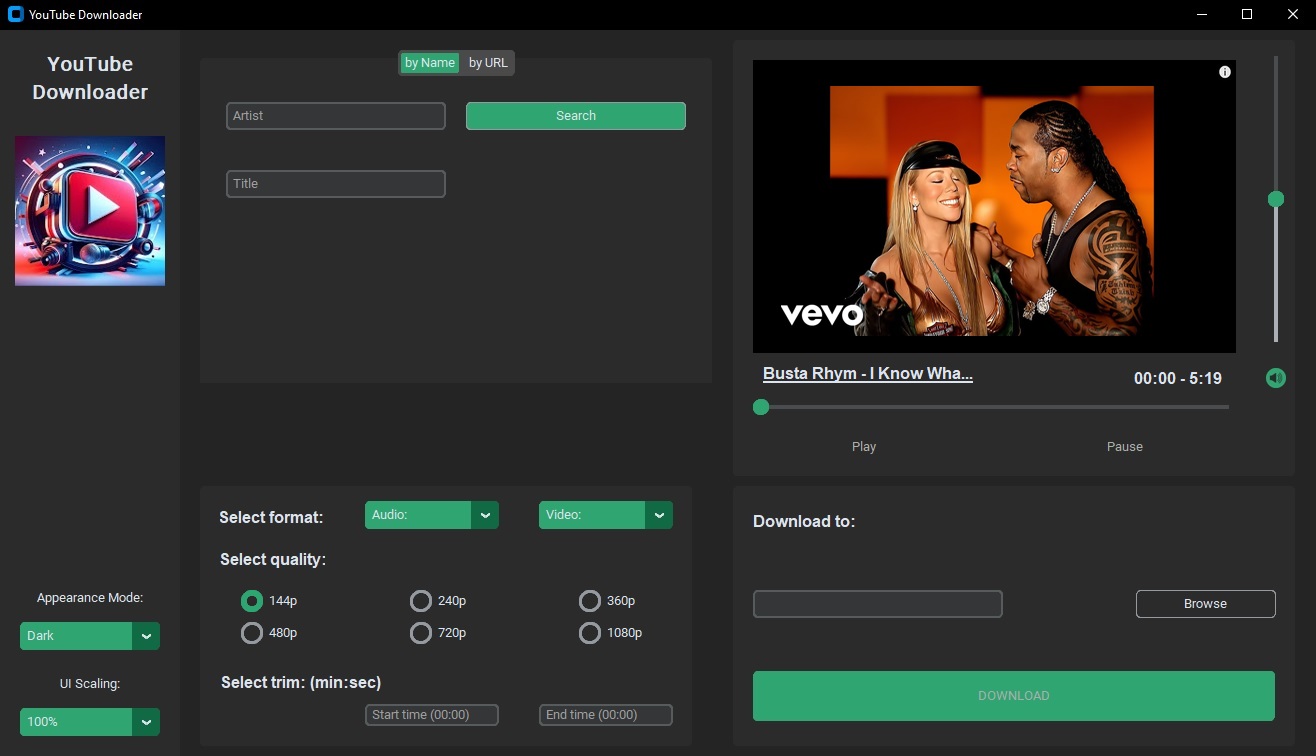 YouTube Downloader
YouTube
Downloader
by Name
by URL
Artist
Search
Title
vevo
Busta Rhym - I Know Wha...
00:00 - 5:19
Play
Pause
Select format:
Audio:
Video:
Select quality:
144p
240p
360p
480p
720p
1080p
Select trim: (min:sec)
Start time (00:00)
End time (00:00)
Download to:
Browse
DOWNLOAD
Appearance Mode:
Dark
UI Scaling:
100%